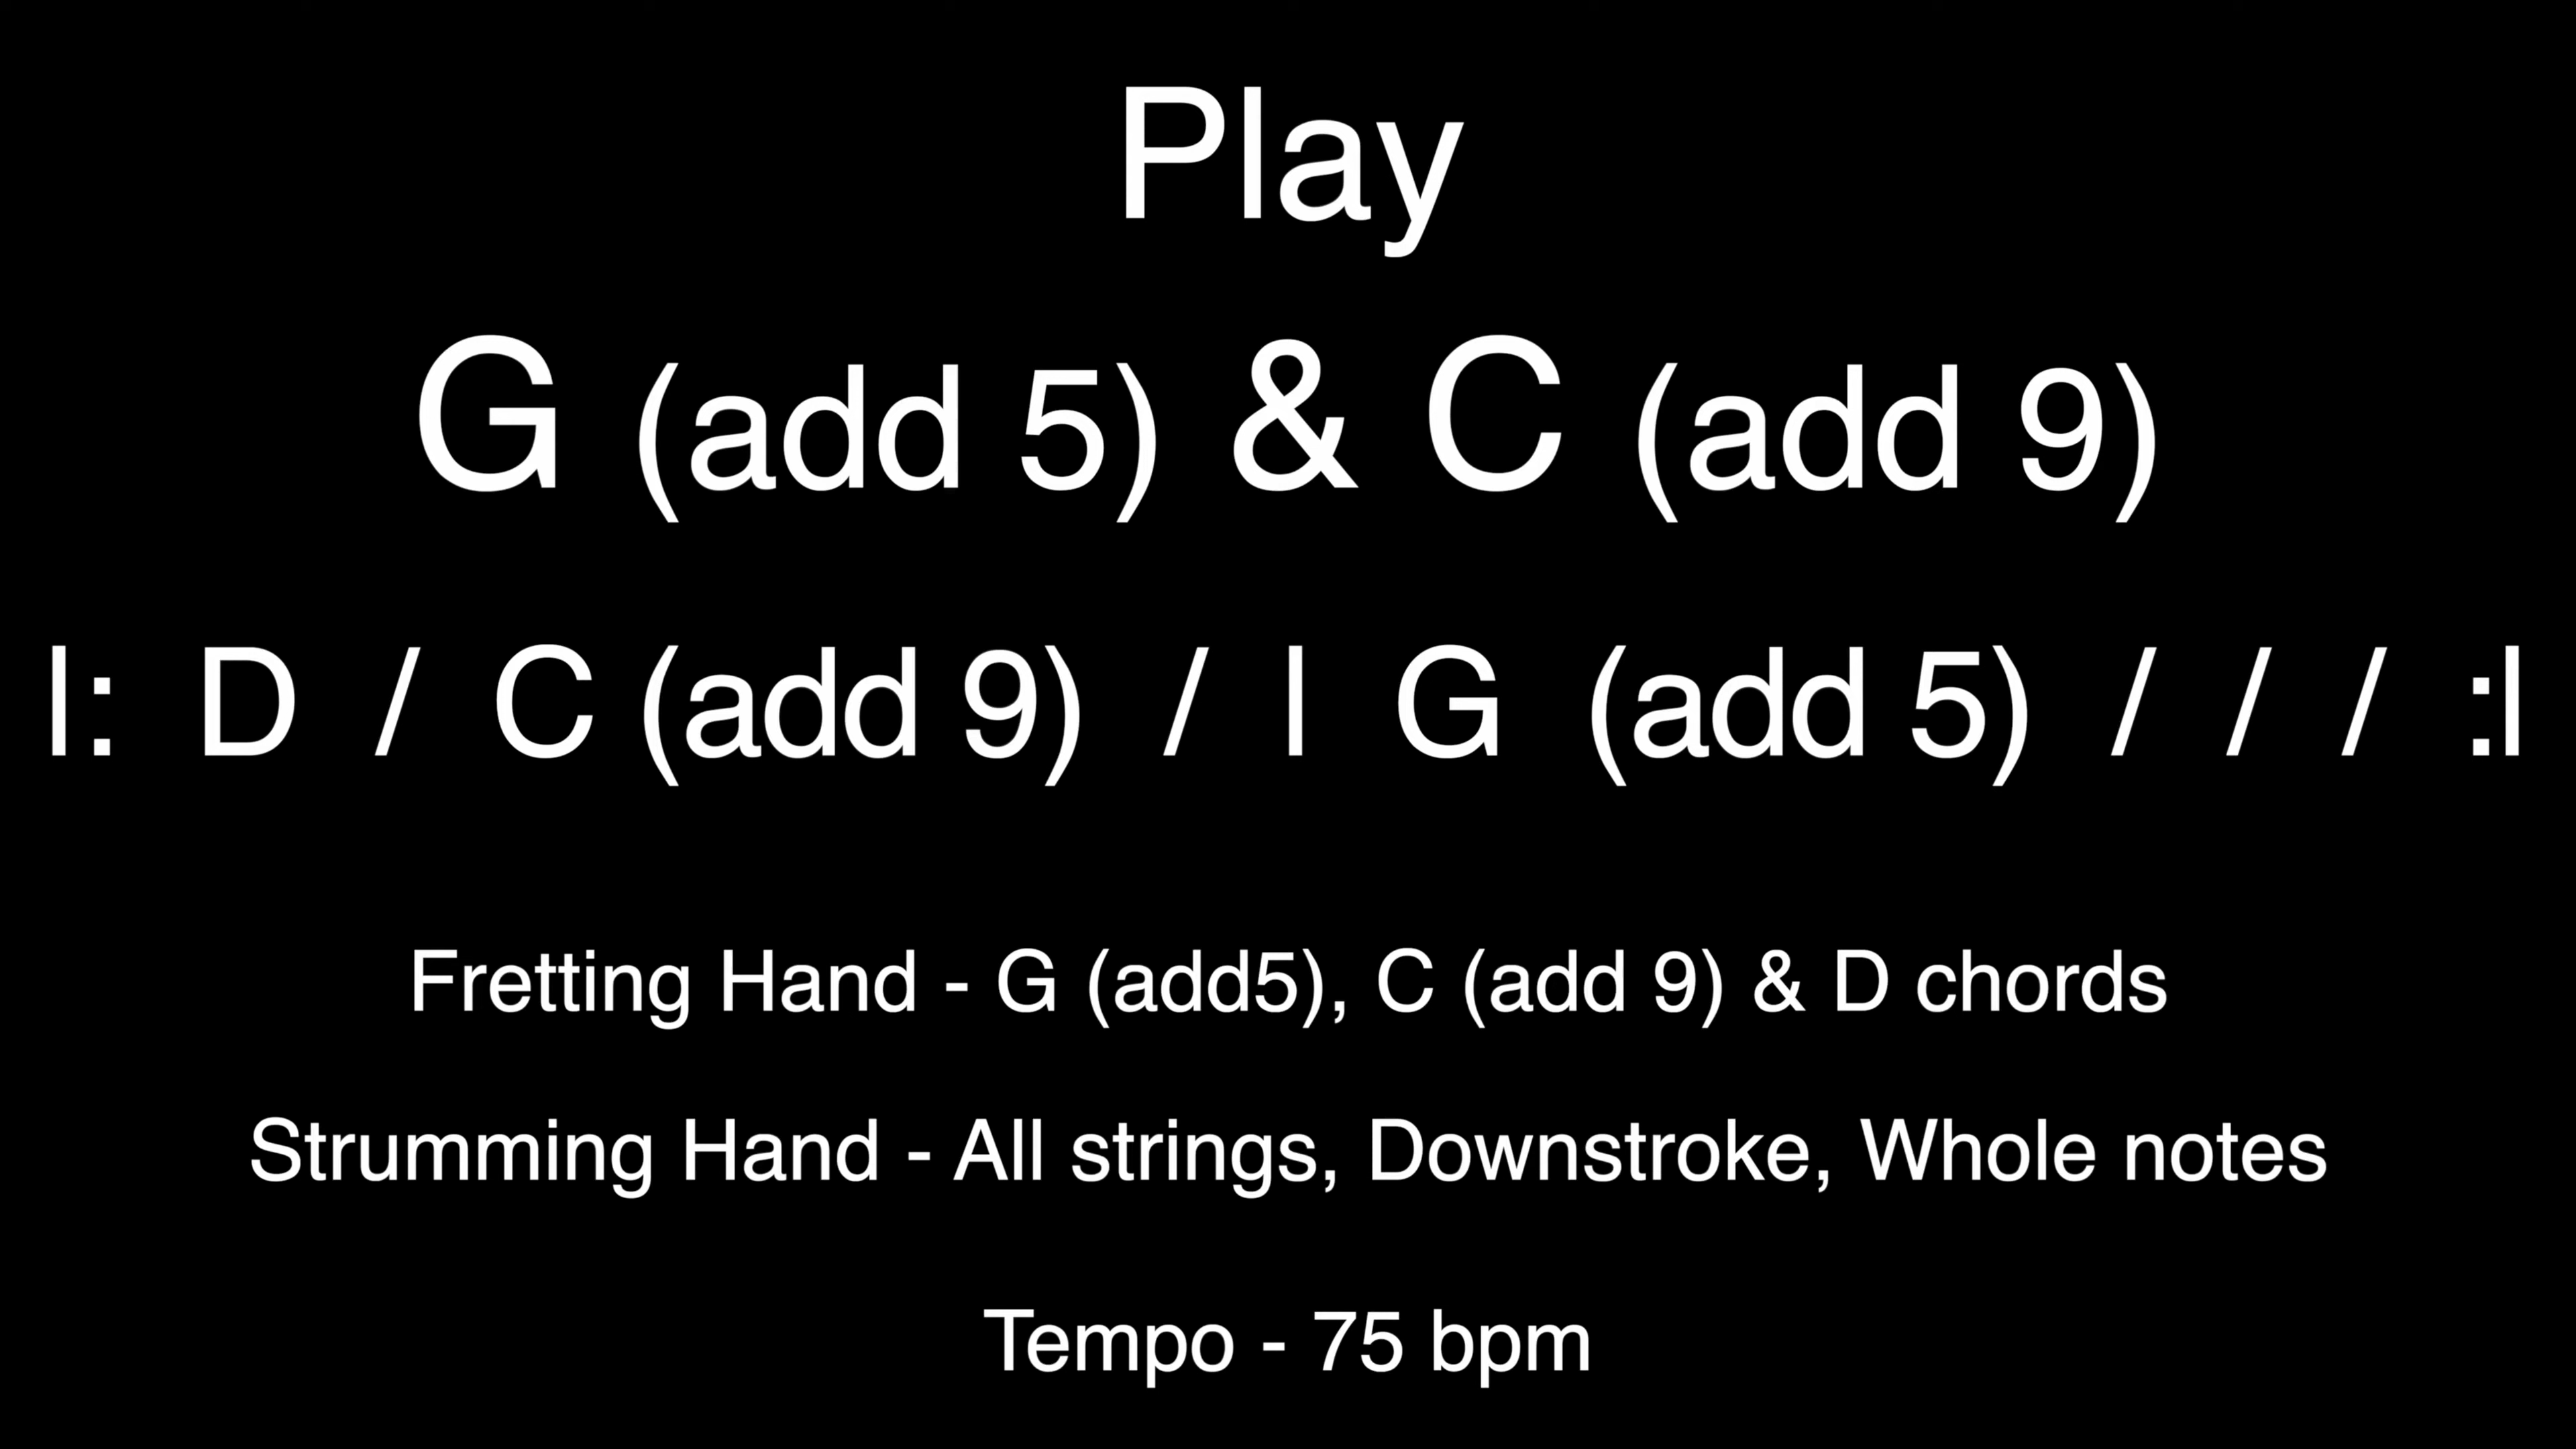 Play
G (add 5) & C (add 9)
|: D / C (add 9) / | G (add 5) / / / :|
Fretting Hand - G (add5), C (add 9) & D chords
Strumming Hand - All strings, Downstroke, Whole notes
Tempo - 75 bpm